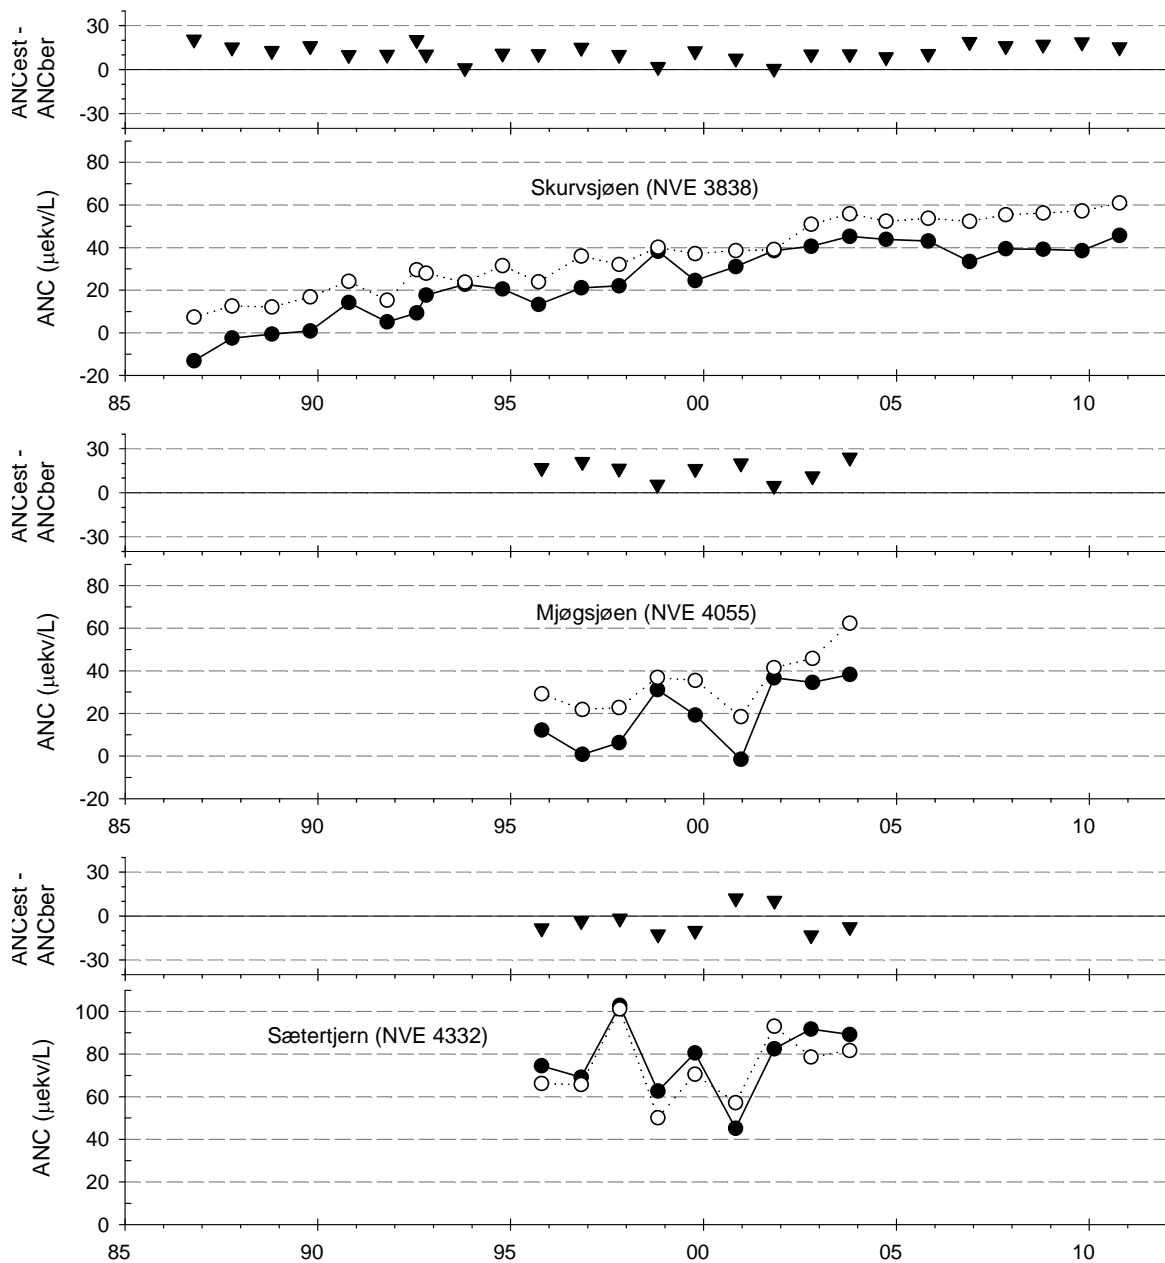 ANCest -
ANCber
30
0
-30
ANC (µekv/L)
80
60
40
20
0
-20
Skurvsjøen (NVE 3838)
85 90 95 00 05 10
ANCest -
ANCber
30
0
-30
ANC (µekv/L)
80
60
40
20
0
-20
Mjøgsjøen (NVE 4055)
85 90 95 00 05 10
ANCest -
ANCber
30
0
-30
ANC (µekv/L)
100
80
60
40
20
0
Sætertjern (NVE 4332)
85 90 95 00 05 10